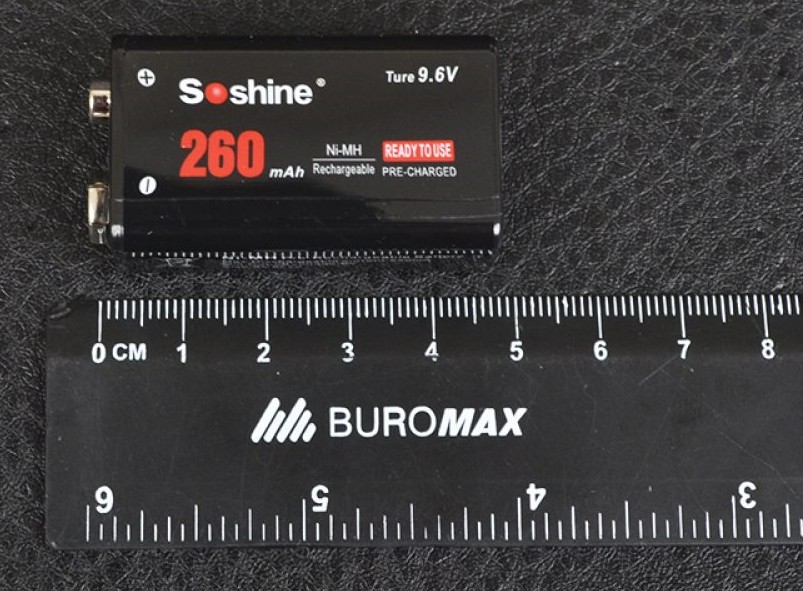 +
Soshine®
Ture 9.6V
260 mAh
Ni-MH
Rechargeable
READY TO USE
PRE-CHARGED
0 CM 1 2 3 4 5 6 7 8
BUROMAX
6 5 4 3